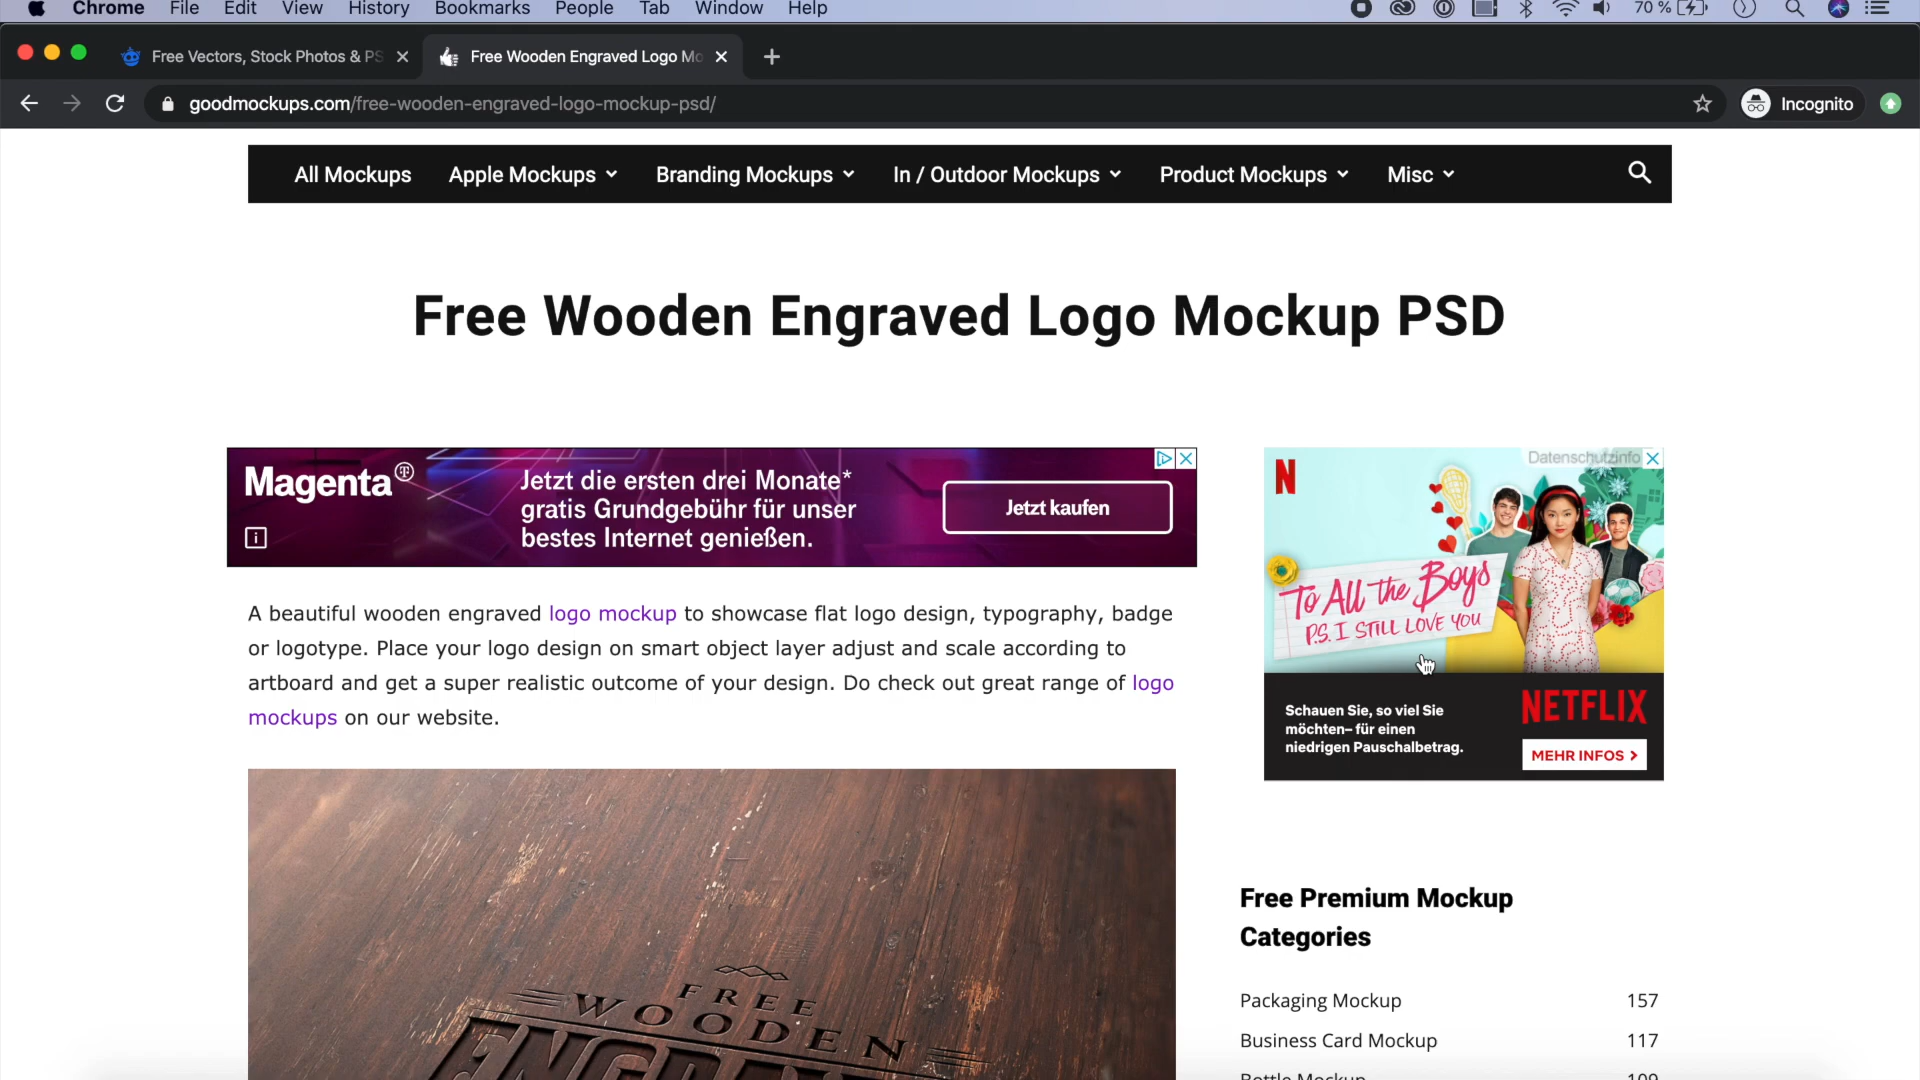 Chrome File Edit View History Bookmarks People Tab Window Help 70 %
Free Vectors, Stock Photos & PS Free Wooden Engraved Logo Mo
goodmockups.com/free-wooden-engraved-logo-mockup-psd/ Incognito
All Mockups Apple Mockups Branding Mockups In / Outdoor Mockups Product Mockups Misc
Free Wooden Engraved Logo Mockup PSD
Magenta
Jetzt die ersten drei Monate*
gratis Grundgebühr für unser
bestes Internet genießen.
Jetzt kaufen
Datenschutzinfo
N
To All the Boys
P.S. I STILL LOVE YOU
Schauen Sie, so viel Sie
möchten– für einen
niedrigen Pauschalbetrag.
NETFLIX
MEHR INFOS >
A beautiful wooden engraved logo mockup to showcase flat logo design, typography, badge
or logotype. Place your logo design on smart object layer adjust and scale according to
artboard and get a super realistic outcome of your design. Do check out great range of logo
mockups on our website.
FREE
WOODEN
Free Premium Mockup
Categories
Packaging Mockup 157
Business Card Mockup 117
Bottle Mockup 109